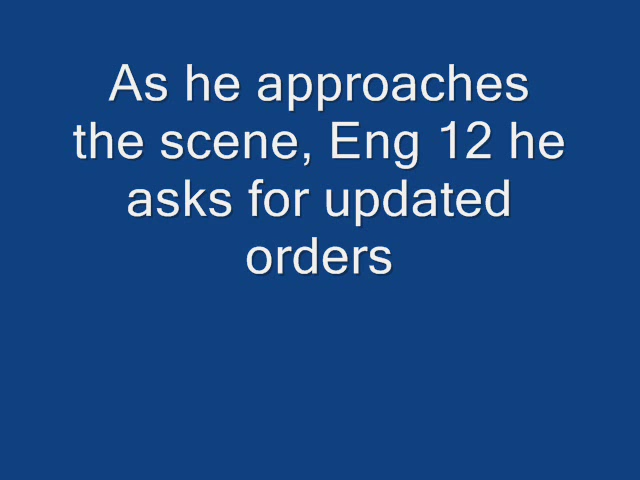 As he approaches
the scene, Eng 12 he
asks for updated
orders